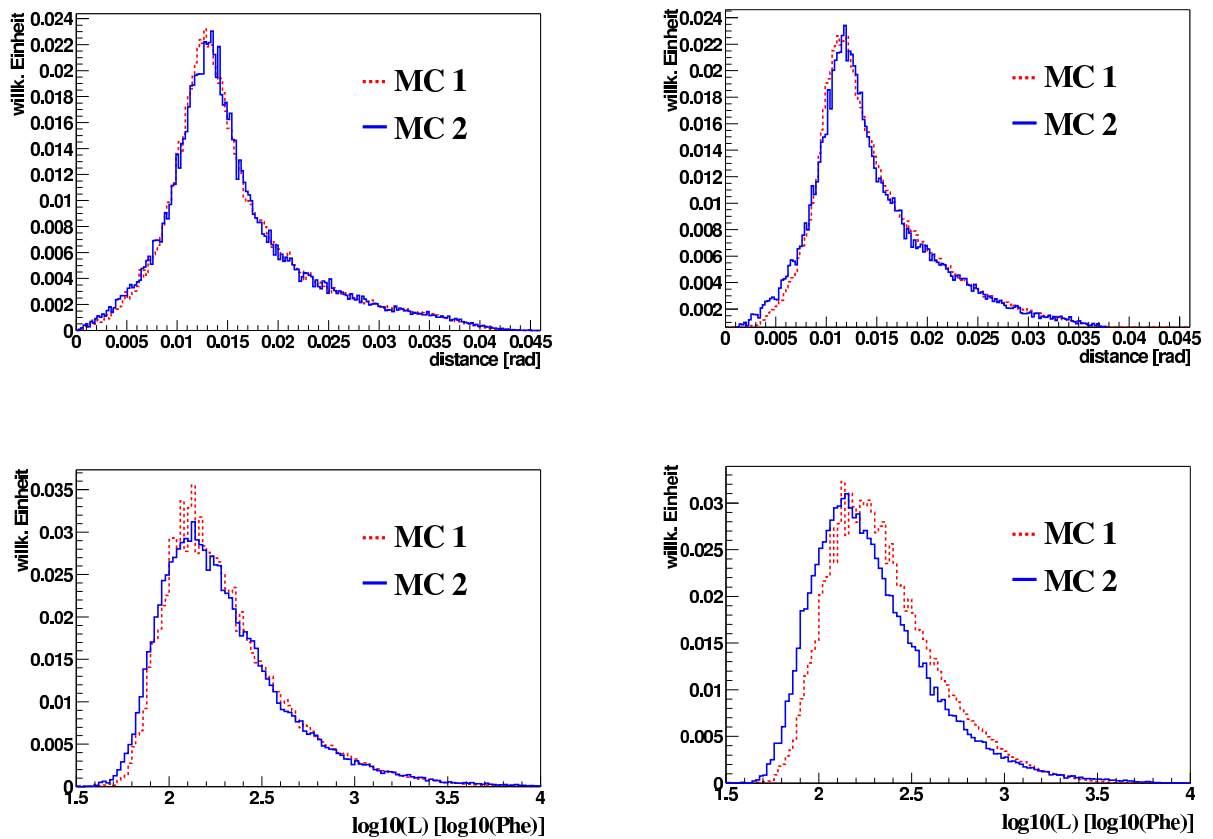 willk. Einheit
0.024
0.022
0.02
0.018
0.016
0.014
0.012
0.01
0.008
0.006
0.004
0.002
0
MC 1
MC 2
0 0.005 0.01 0.015 0.02 0.025 0.03 0.035 0.04 0.045
distance [rad]
willk. Einheit
0.024
0.022
0.02
0.018
0.016
0.014
0.012
0.01
0.008
0.006
0.004
0.002
MC 1
MC 2
0 0.005 0.01 0.015 0.02 0.025 0.03 0.035 0.04 0.045
distance [rad]
willk. Einheit
0.035
0.03
0.025
0.02
0.015
0.01
0.005
0
MC 1
MC 2
1.5 2 2.5 3 3.5 4
log10(L) [log10(Phe)]
willk. Einheit
0.03
0.025
0.02
0.015
0.01
0.005
0
MC 1
MC 2
1.5 2 2.5 3 3.5 4
log10(L) [log10(Phe)]